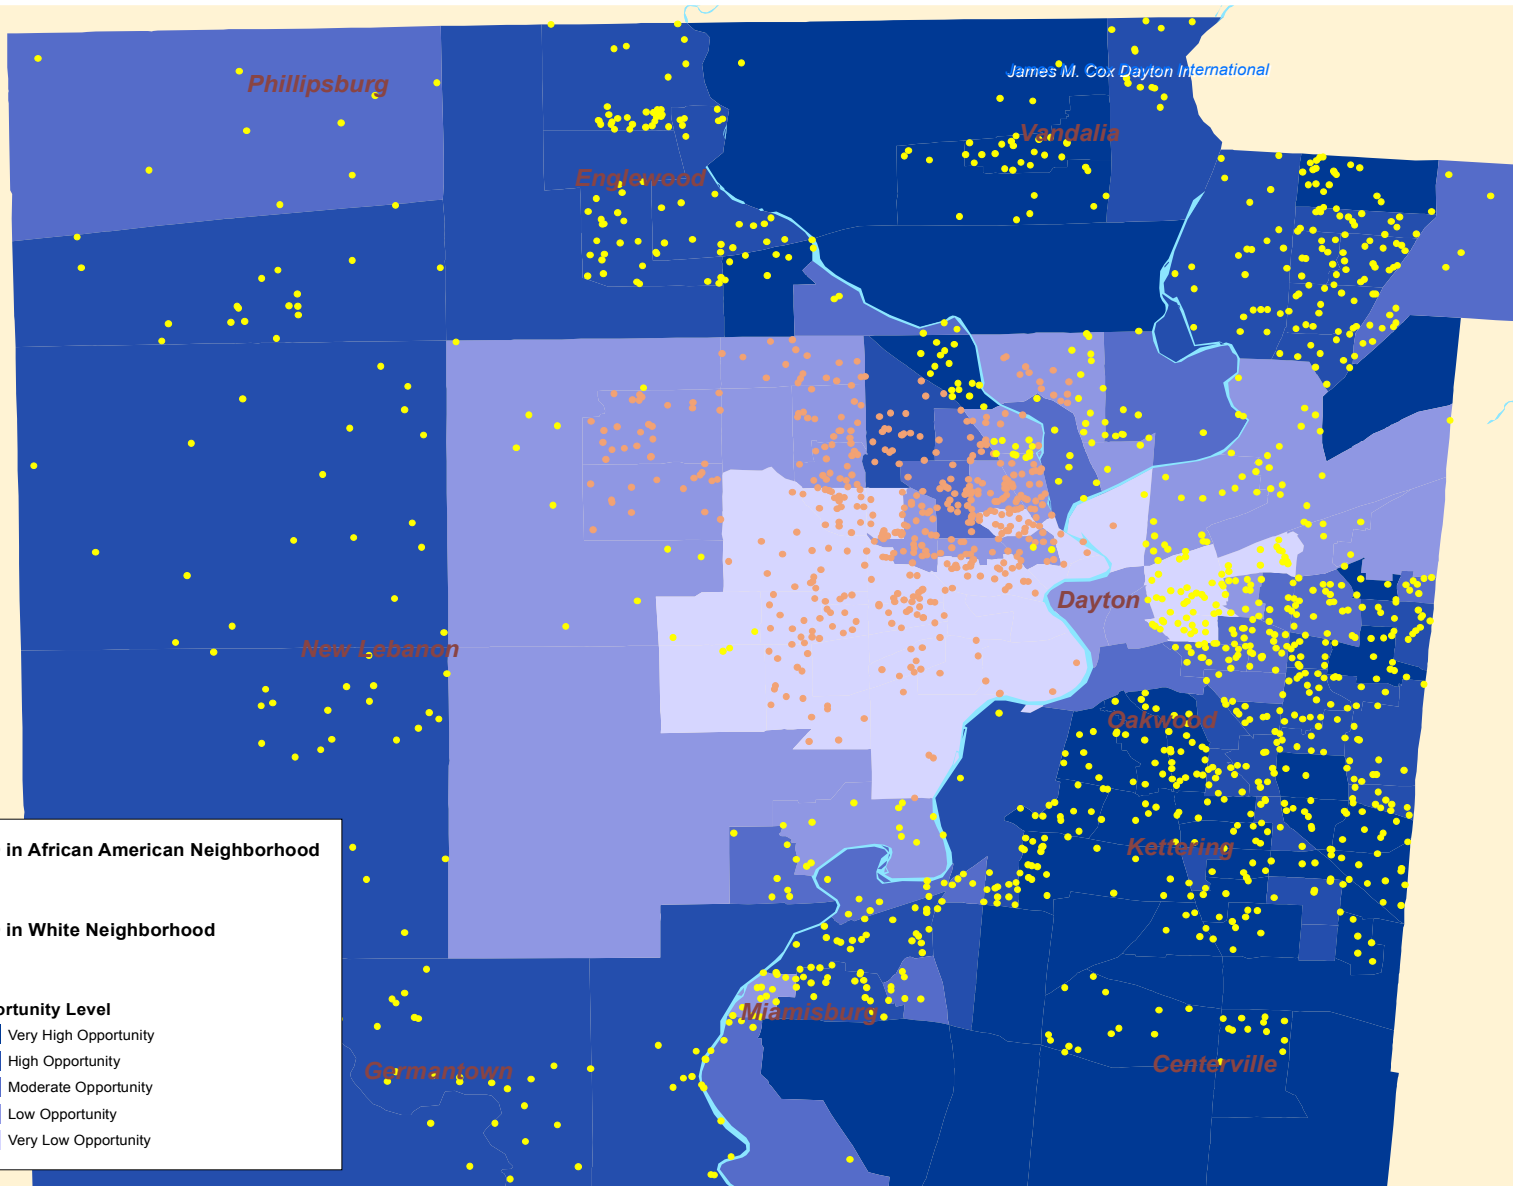 Phillipsburg
James M. Cox Dayton International
Vandalia
Englewood
Dayton
New Lebanon
Oakwood
Kettering
Miamisburg
Centerville
Germantown
in African American Neighborhood
in White Neighborhood
ortunity Level
Very High Opportunity
High Opportunity
Moderate Opportunity
Low Opportunity
Very Low Opportunity